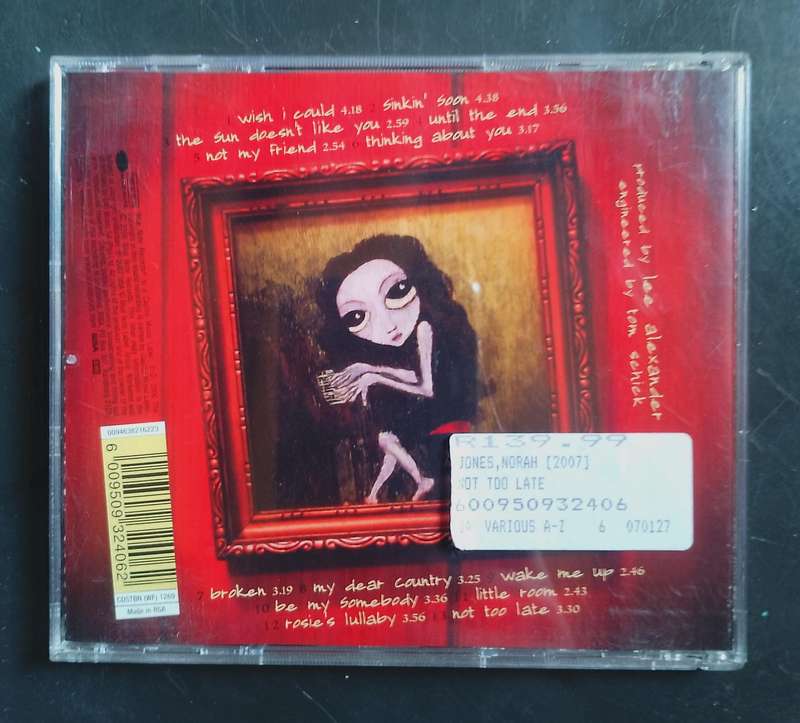 1 wish i could 4.18 2 sinkin' soon 4.38
3 the sun doesn't like you 2.59 4 until the end 3.56
5 not my friend 2.54 6 thinking about you 3.17
produced by lee alexander
engineered by tom schick
R139.99
JONES,NORAH [2007]
NOT TOO LATE
600950932406
VARIOUS A-Z 6 070127
0094638216223
6 009509 324062
CDSTBN (WF) 1269
Made in RSA
7 broken 3.19 8 my dear country 3.25 9 wake me up 2.46
10 be my somebody 3.36 11 little room 2.43
12 rosie's lullaby 3.56 13 not too late 3.30